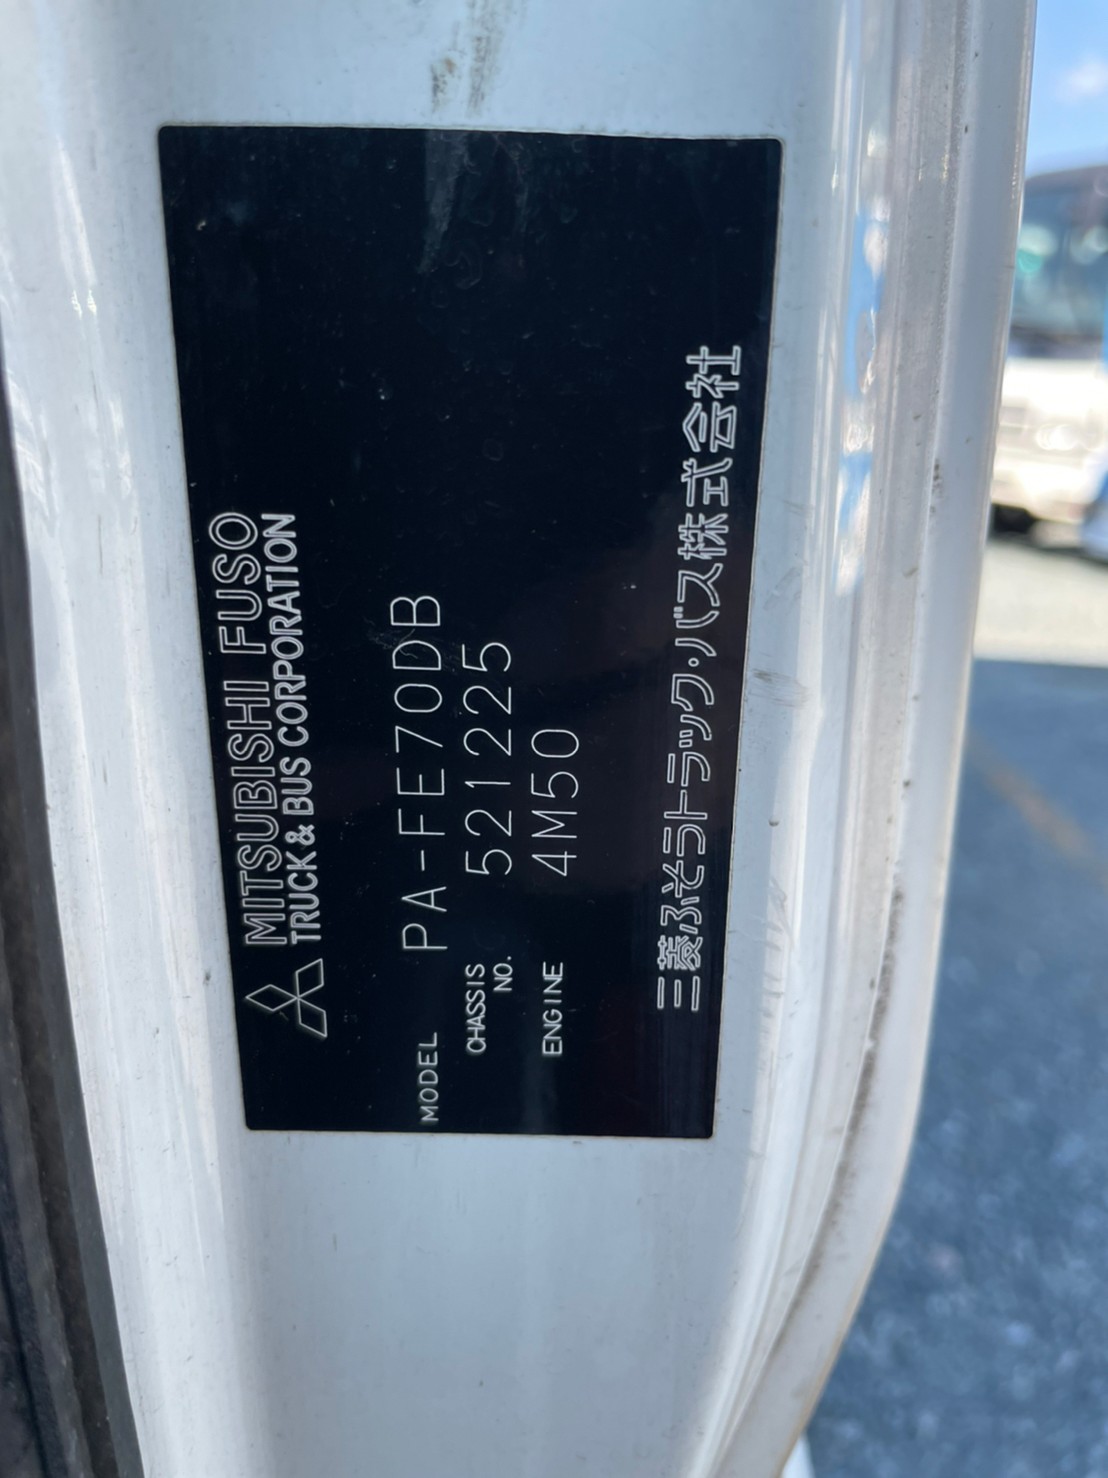 MITSUBISHI FUSO
TRUCK & BUS CORPORATION
MODEL PA-FE70DB
CHASSIS NO. 521225
ENGINE 4M50
三菱ふそうトラック・バス株式会社